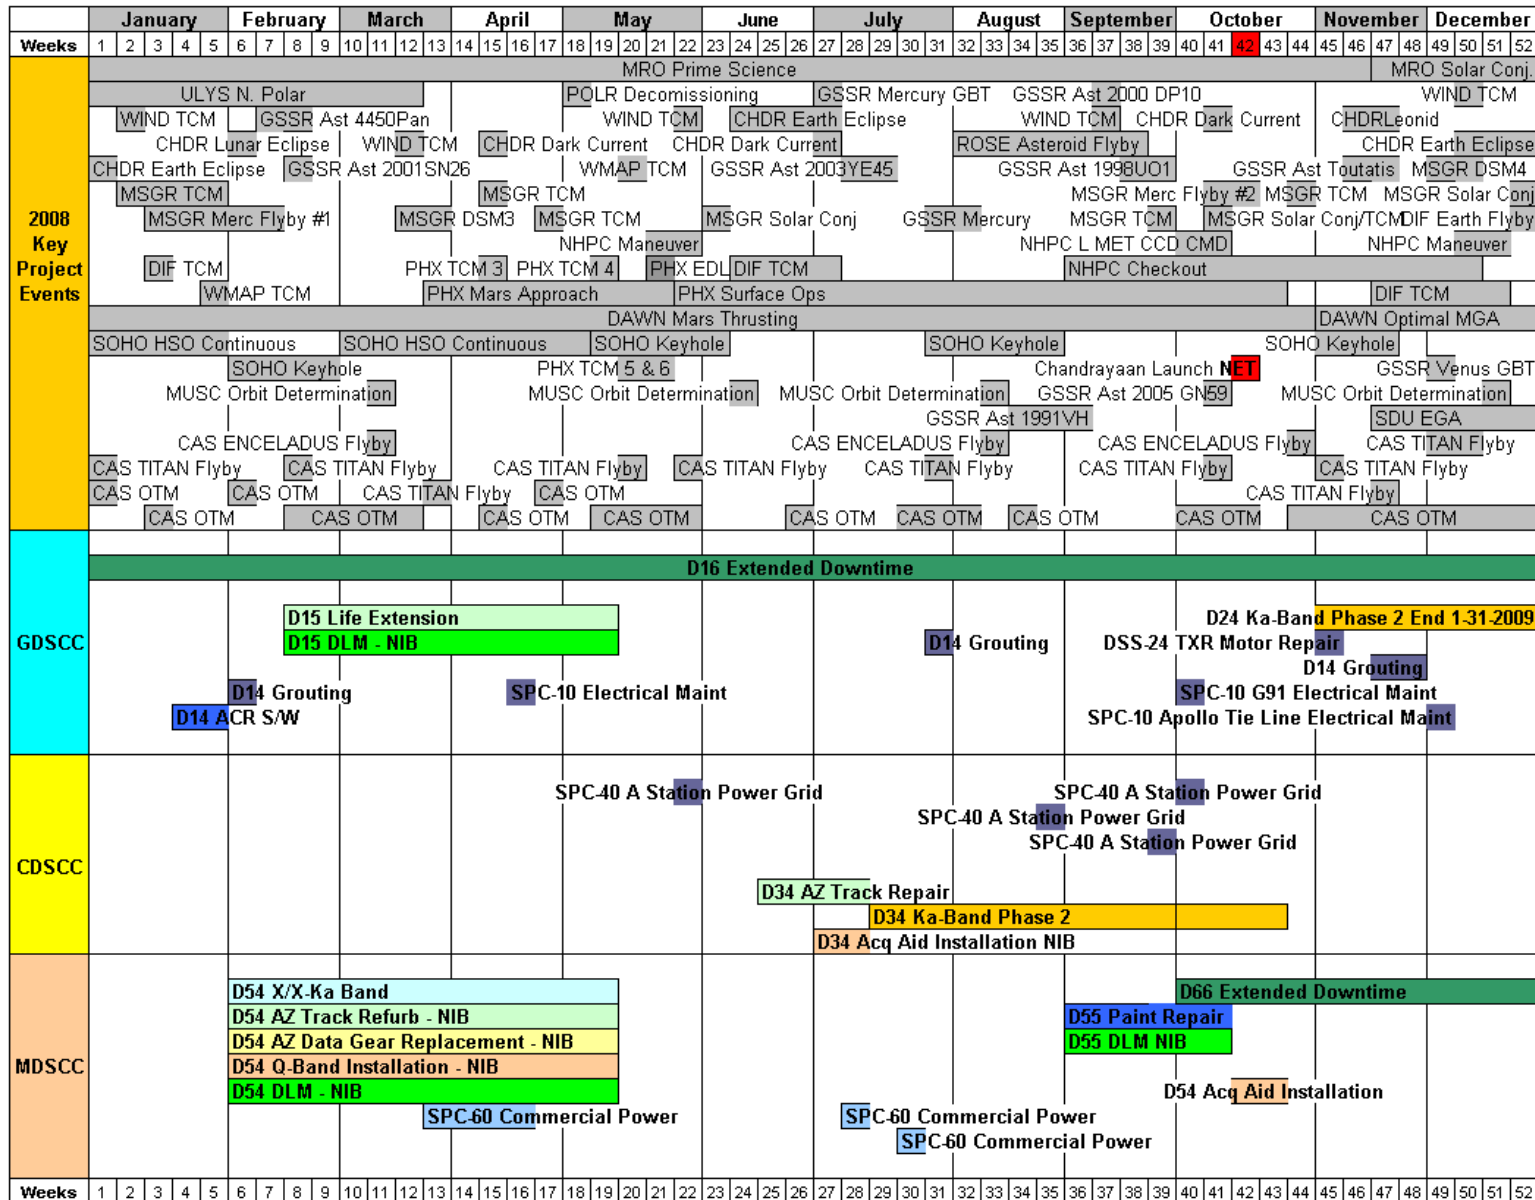 January February March April May June July August September October November December
Weeks 1 2 3 4 5 6 7 8 9 10 11 12 13 14 15 16 17 18 19 20 21 22 23 24 25 26 27 28 29 30 31 32 33 34 35 36 37 38 39 40 41 42 43 44 45 46 47 48 49 50 51 52
2008 Key Project Events
MRO Prime Science MRO Solar Conj.
ULYS N. Polar POLR Decomissioning GSSR Mercury GBT GSSR Ast 2000 DP10 WIND TCM
WIND TCM GSSR Ast 4450Pan WIND TCM CHDR Earth Eclipse WIND TCM CHDR Dark Current CHDRLeonid
CHDR Lunar Eclipse WIND TCM CHDR Dark Current CHDR Dark Current ROSE Asteroid Flyby CHDR Earth Eclipse
CHDR Earth Eclipse GSSR Ast 2001SN26 WMAP TCM GSSR Ast 2003YE45 GSSR Ast 1998UO1 GSSR Ast Toutatis MSGR DSM4
MSGR TCM MSGR TCM MSGR Merc Flyby #2 MSGR TCM MSGR Solar Conj
MSGR Merc Flyby #1 MSGR DSM3 MSGR TCM MSGR Solar Conj GSSR Mercury MSGR TCM MSGR Solar Conj/TCM DIF Earth Flyby
NHPC Maneuver NHPC L MET CCD CMD NHPC Maneuver
DIF TCM PHX TCM 3 PHX TCM 4 PHX EDL DIF TCM NHPC Checkout
WMAP TCM PHX Mars Approach PHX Surface Ops DIF TCM
DAWN Mars Thrusting DAWN Optimal MGA
SOHO HSO Continuous SOHO HSO Continuous SOHO Keyhole SOHO Keyhole SOHO Keyhole
SOHO Keyhole PHX TCM 5 & 6 Chandrayaan Launch NET GSSR Venus GBT
MUSC Orbit Determination MUSC Orbit Determination MUSC Orbit Determination GSSR Ast 2005 GN59 MUSC Orbit Determination
GSSR Ast 1991VH SDU EGA
CAS ENCELADUS Flyby CAS ENCELADUS Flyby CAS ENCELADUS Flyby CAS TITAN Flyby
CAS TITAN Flyby CAS TITAN Flyby CAS TITAN Flyby CAS TITAN Flyby CAS TITAN Flyby CAS TITAN Flyby CAS TITAN Flyby
CAS OTM CAS OTM CAS TITAN Flyby CAS OTM CAS TITAN Flyby
CAS OTM CAS OTM CAS OTM CAS OTM CAS OTM CAS OTM CAS OTM CAS OTM CAS OTM
GDSCC
D16 Extended Downtime
D15 Life Extension D24 Ka-Band Phase 2 End 1-31-2009
D15 DLM - NIB D14 Grouting DSS-24 TXR Motor Repair
D14 Grouting
D14 Grouting SPC-10 Electrical Maint SPC-10 G91 Electrical Maint
D14 ACR S/W SPC-10 Apollo Tie Line Electrical Maint
CDSCC
SPC-40 A Station Power Grid SPC-40 A Station Power Grid
SPC-40 A Station Power Grid
SPC-40 A Station Power Grid
D34 AZ Track Repair
D34 Ka-Band Phase 2
D34 Acq Aid Installation NIB
MDSCC
D54 X/X-Ka Band D66 Extended Downtime
D54 AZ Track Refurb - NIB D55 Paint Repair
D54 AZ Data Gear Replacement - NIB D55 DLM NIB
D54 Q-Band Installation - NIB
D54 DLM - NIB D54 Acq Aid Installation
SPC-60 Commercial Power SPC-60 Commercial Power
SPC-60 Commercial Power
Weeks 1 2 3 4 5 6 7 8 9 10 11 12 13 14 15 16 17 18 19 20 21 22 23 24 25 26 27 28 29 30 31 32 33 34 35 36 37 38 39 40 41 42 43 44 45 46 47 48 49 50 51 52